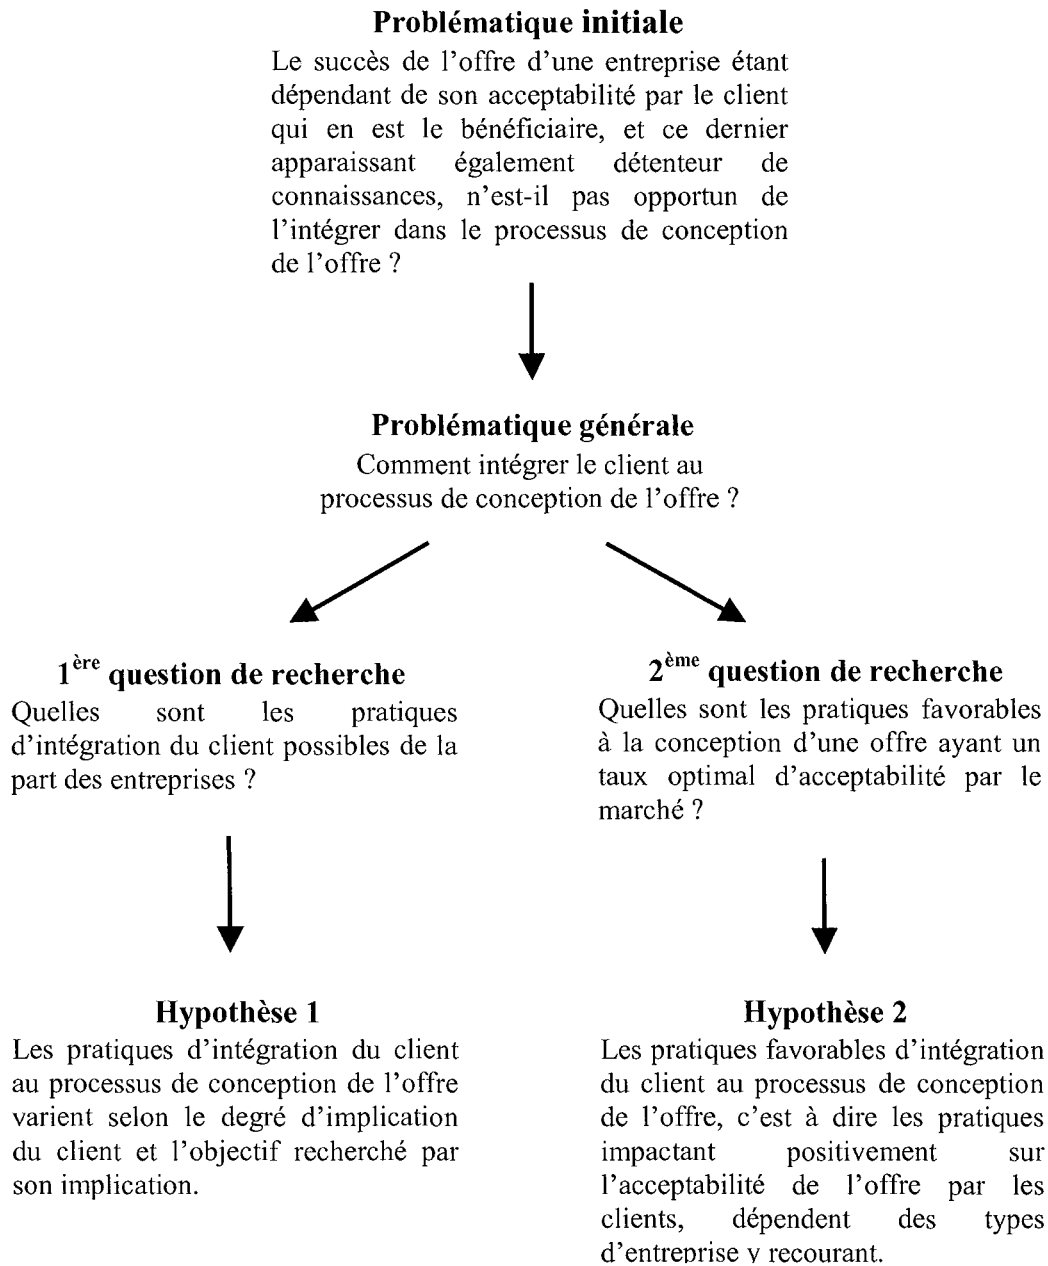 Problématique initiale
Le succès de l'offre d'une entreprise étant
dépendant de son acceptabilité par le client
qui en est le bénéficiaire, et ce dernier
apparaissant également détenteur de
connaissances, n'est-il pas opportun de
l'intégrer dans le processus de conception
de l'offre ?
Problématique générale
Comment intégrer le client au
processus de conception de l'offre ?
1ère question de recherche
Quelles sont les pratiques
d'intégration du client possibles de la
part des entreprises ?
2ème question de recherche
Quelles sont les pratiques favorables
à la conception d'une offre ayant un
taux optimal d'acceptabilité par le
marché ?
Hypothèse 1
Les pratiques d'intégration du client
au processus de conception de l'offre
varient selon le degré d'implication
du client et l'objectif recherché par
son implication.
Hypothèse 2
Les pratiques favorables d'intégration
du client au processus de conception
de l'offre, c'est à dire les pratiques
impactant positivement sur
l'acceptabilité de l'offre par les
clients, dépendent des types
d'entreprise y recourant.